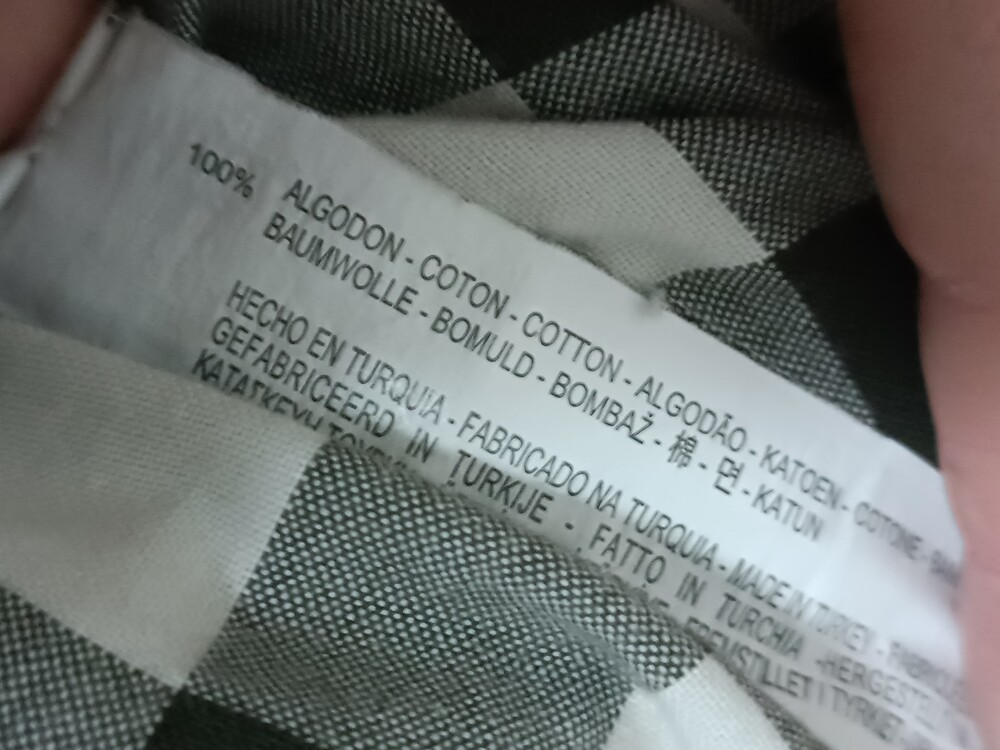 100% ALGODON - COTON - COTTON - ALGODÃO - KATOEN - COTONE -
BAUMWOLLE - BOMULD - BOMBAŽ - 棉 - 면 - KATUN
HECHO EN TURQUIA - FABRICADO NA TURQUIA - MADE IN TURKEY -
GEFABRICEERD IN TURKIJE - FATTO IN TURCHIA -
FREMSTILLET I TYRKIET